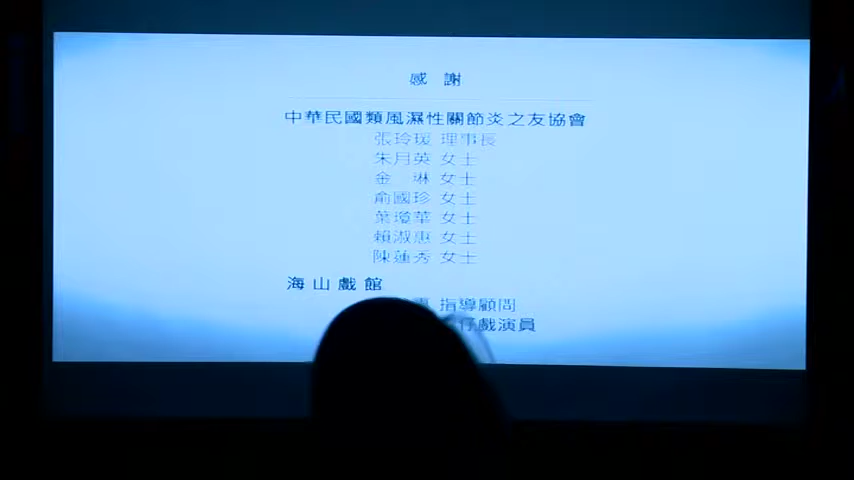 感謝
中華民國類風濕性關節炎之友協會
張玲瑗 理事長
朱月英 女士
金 琳 女士
俞國珍 女士
葉瓊華 女士
賴淑惠 女士
陳蓮秀 女士
海山戲館
指導顧問
仔戲演員